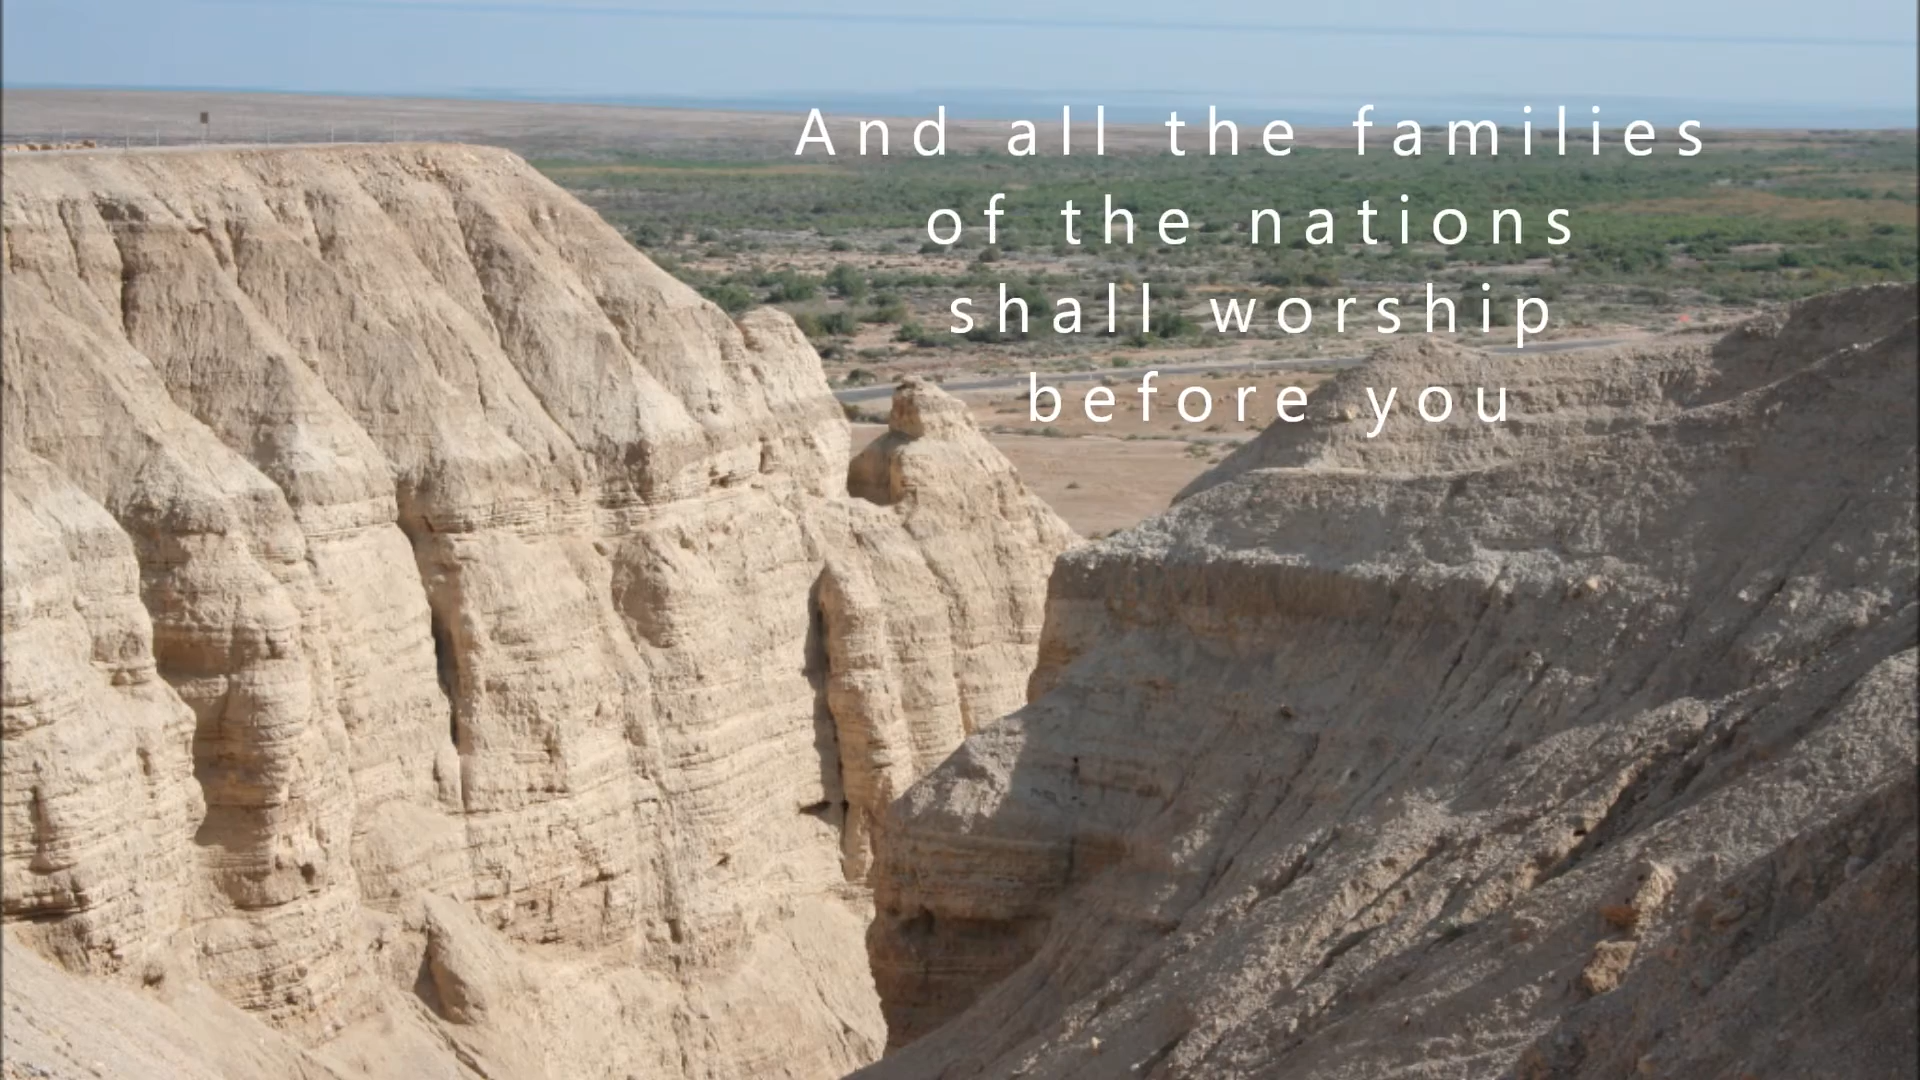 And all the families
of the nations
shall worship
before you